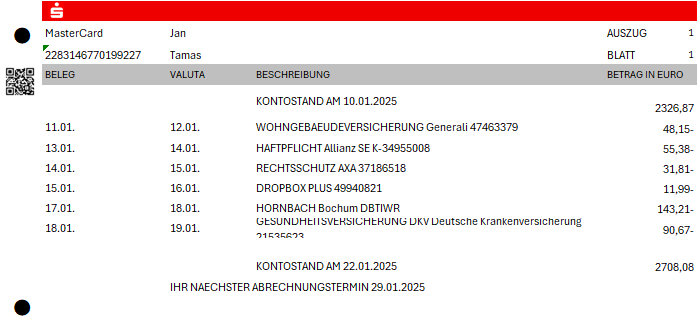 MasterCard Jan AUSZUG 1
2283146770199227 Tamas BLATT 1
BELEG VALUTA BESCHREIBUNG BETRAG IN EURO
KONTOSTAND AM 10.01.2025 2326,87
11.01. 12.01. WOHNGEBAEUDEVERSICHERUNG Generali 47463379 48,15-
13.01. 14.01. HAFTPFLICHT Allianz SE K-34955008 55,38-
14.01. 15.01. RECHTSSCHUTZ AXA 37186518 31,81-
15.01. 16.01. DROPBOX PLUS 49940821 11,99-
17.01. 18.01. HORNBACH Bochum DBTIWR 143,21-
18.01. 19.01. GESUNDHEITSVERSICHERUNG DKV Deutsche Krankenversicherung 90,67-
21535623
KONTOSTAND AM 22.01.2025 2708,08
IHR NAECHSTER ABRECHNUNGSTERMIN 29.01.2025